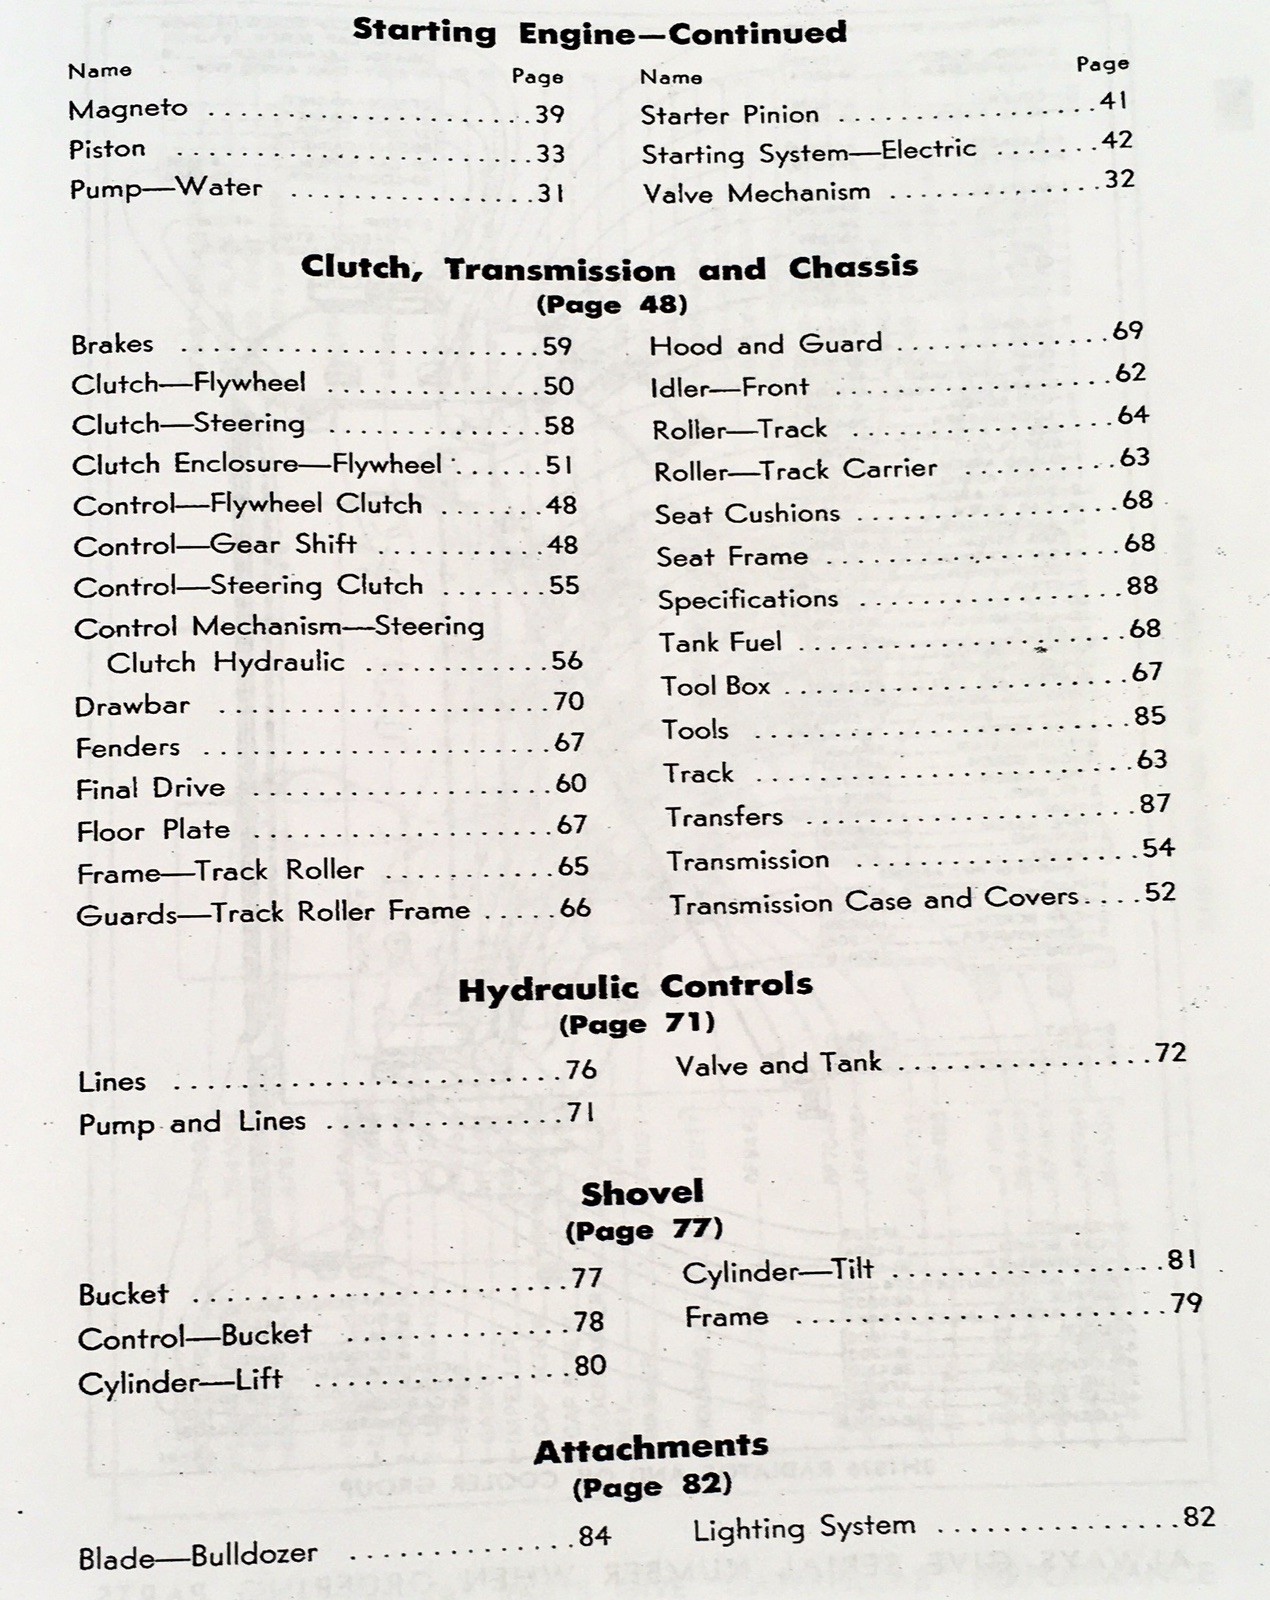 Starting Engine—Continued
Name Page
Magneto ....................39
Piston ......................33
Pump—Water ...............31
Name Page
Starter Pinion ................41
Starting System—Electric .......42
Valve Mechanism .............32
Clutch, Transmission and Chassis
(Page 48)
Brakes ......................59
Clutch—Flywheel .............50
Clutch—Steering .............58
Clutch Enclosure—Flywheel ......51
Control—Flywheel Clutch .......48
Control—Gear Shift ...........48
Control—Steering Clutch .......55
Control Mechanism—Steering
Clutch Hydraulic ............56
Drawbar .....................70
Fenders ......................67
Final Drive ...................60
Floor Plate ...................67
Frame—Track Roller ...........65
Guards—Track Roller Frame .....66
Hood and Guard ..............69
Idler—Front ..................62
Roller—Track .................64
Roller—Track Carrier ..........63
Seat Cushions ................68
Seat Frame ..................68
Specifications ................88
Tank Fuel ....................68
Tool Box .....................67
Tools .......................85
Track .......................63
Transfers ....................87
Transmission .................54
Transmission Case and Covers....52
Hydraulic Controls
(Page 71)
Lines ........................76
Pump and Lines ...............71
Valve and Tank ................72
Shovel
(Page 77)
Bucket .......................77
Control—Bucket ..............78
Cylinder—Lift ................80
Cylinder—Tilt .................81
Frame .......................79
Attachments
(Page 82)
Blade—Bulldozer ..............84
Lighting System ...............82